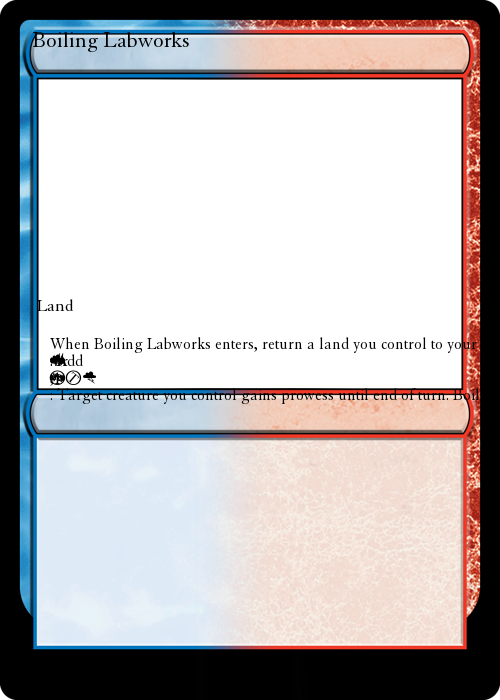 Boiling Labworks
Land
When Boiling Labworks enters, return a land you control to your
Add
: Target creature you control gains prowess until end of turn. Boil